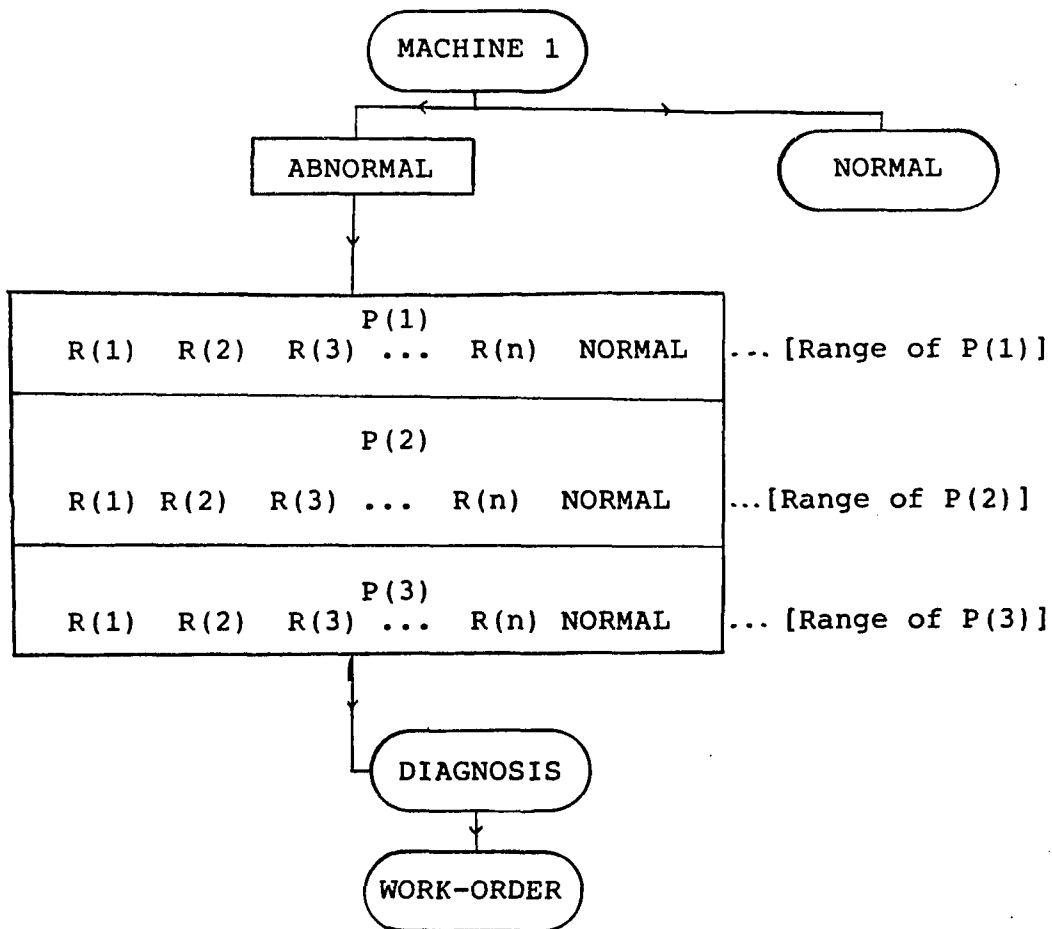 MACHINE 1
ABNORMAL NORMAL
P(1)
R(1) R(2) R(3) ... R(n) NORMAL ... [Range of P(1)]
P(2)
R(1) R(2) R(3) ... R(n) NORMAL ...[Range of P(2)]
P(3)
R(1) R(2) R(3) ... R(n) NORMAL ... [Range of P(3)]
DIAGNOSIS
WORK-ORDER